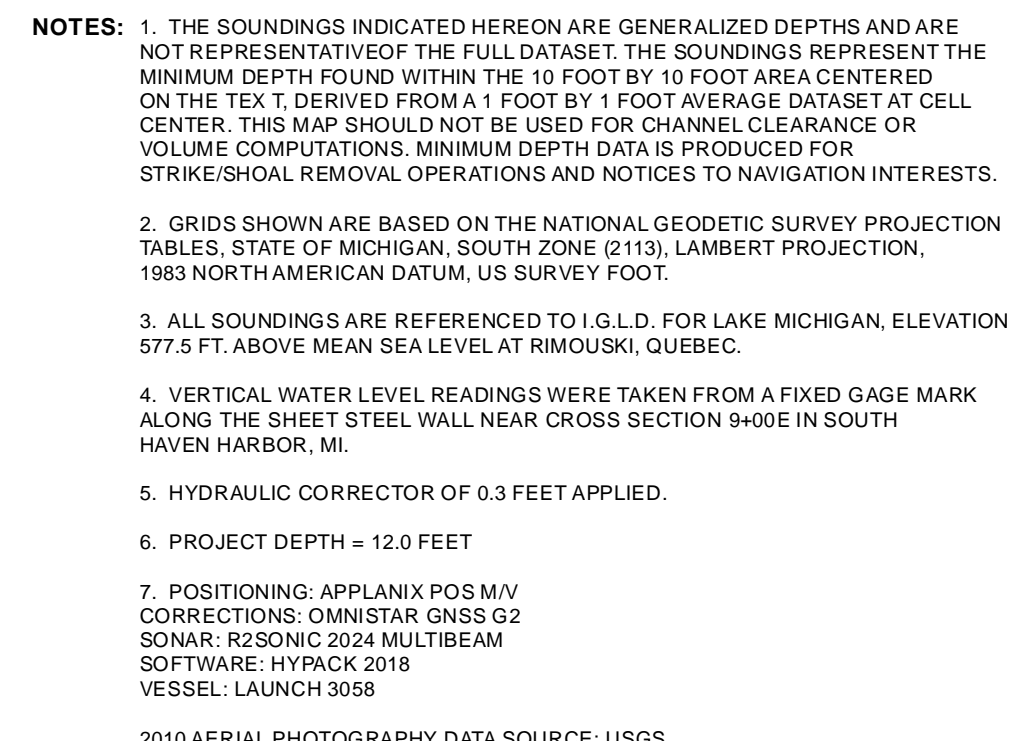 NOTES: 1. THE SOUNDINGS INDICATED HEREON ARE GENERALIZED DEPTHS AND ARE
NOT REPRESENTATIVEOF THE FULL DATASET. THE SOUNDINGS REPRESENT THE
MINIMUM DEPTH FOUND WITHIN THE 10 FOOT BY 10 FOOT AREA CENTERED
ON THE TEX T, DERIVED FROM A 1 FOOT BY 1 FOOT AVERAGE DATASET AT CELL
CENTER. THIS MAP SHOULD NOT BE USED FOR CHANNEL CLEARANCE OR
VOLUME COMPUTATIONS. MINIMUM DEPTH DATA IS PRODUCED FOR
STRIKE/SHOAL REMOVAL OPERATIONS AND NOTICES TO NAVIGATION INTERESTS.
2. GRIDS SHOWN ARE BASED ON THE NATIONAL GEODETIC SURVEY PROJECTION
TABLES, STATE OF MICHIGAN, SOUTH ZONE (2113), LAMBERT PROJECTION,
1983 NORTH AMERICAN DATUM, US SURVEY FOOT.
3. ALL SOUNDINGS ARE REFERENCED TO I.G.L.D. FOR LAKE MICHIGAN, ELEVATION
577.5 FT. ABOVE MEAN SEA LEVEL AT RIMOUSKI, QUEBEC.
4. VERTICAL WATER LEVEL READINGS WERE TAKEN FROM A FIXED GAGE MARK
ALONG THE SHEET STEEL WALL NEAR CROSS SECTION 9+00E IN SOUTH
HAVEN HARBOR, MI.
5. HYDRAULIC CORRECTOR OF 0.3 FEET APPLIED.
6. PROJECT DEPTH = 12.0 FEET
7. POSITIONING: APPLANIX POS M/V
CORRECTIONS: OMNISTAR GNSS G2
SONAR: R2SONIC 2024 MULTIBEAM
SOFTWARE: HYPACK 2018
VESSEL: LAUNCH 3058
2010 AERIAL PHOTOGRAPHY DATA SOURCE: USGS